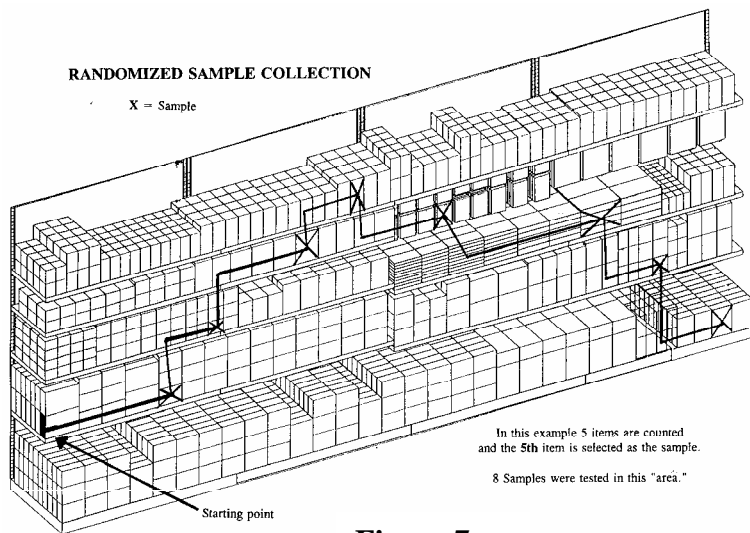 RANDOMIZED SAMPLE COLLECTION
X = Sample
In this example 5 items are counted
and the 5th item is selected as the sample.
8 Samples were tested in this "area."
Starting point